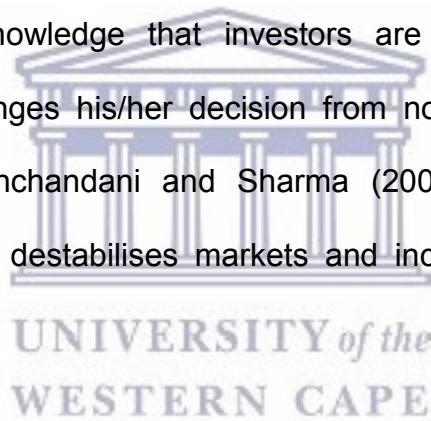 nowledge that investors are
nges his/her decision from no
nchandani and Sharma (200
destabilises markets and inc
UNIVERSITY of the
WESTERN CAPE